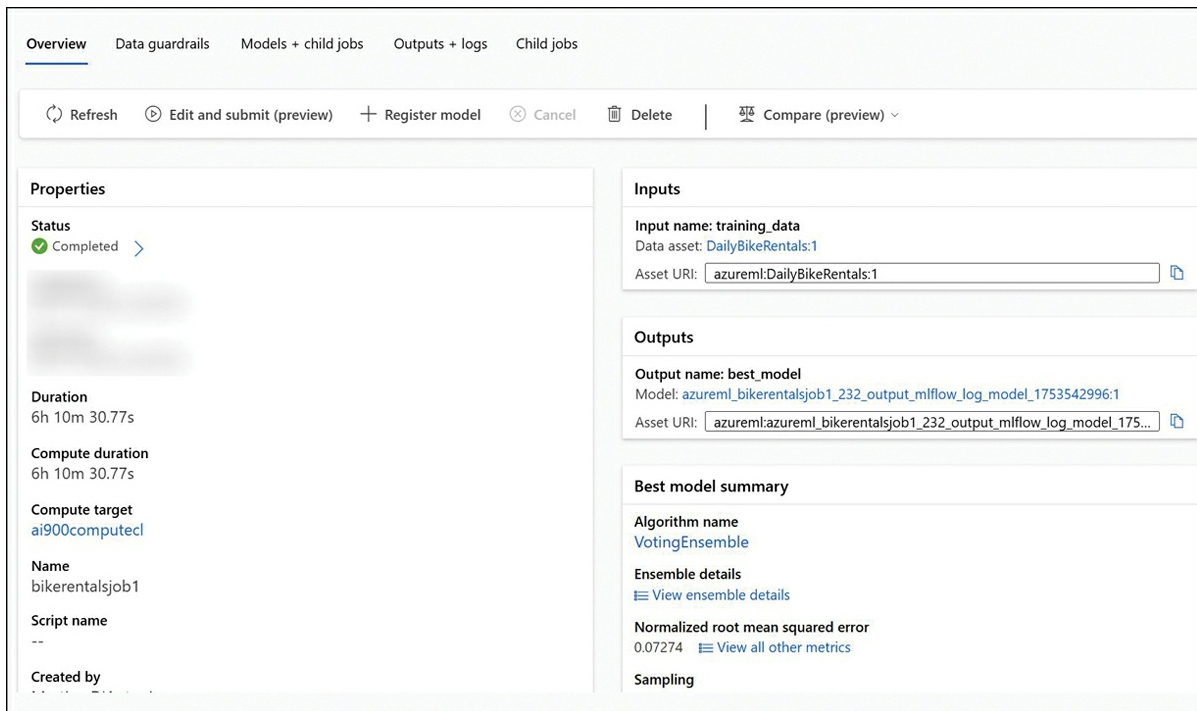 Overview Data guardrails Models + child jobs Outputs + logs Child jobs
Refresh Edit and submit (preview) Register model Cancel Delete Compare (preview)
Properties
Status
Completed
Duration
6h 10m 30.77s
Compute duration
6h 10m 30.77s
Compute target
ai900computecl
Name
bikerentalsjob1
Script name
--
Created by
Inputs
Input name: training_data
Data asset: DailyBikeRentals:1
Asset URI: azureml:DailyBikeRentals:1
Outputs
Output name: best_model
Model: azureml_bikerentalsjob1_232_output_mlflow_log_model_1753542996:1
Asset URI: azureml:azureml_bikerentalsjob1_232_output_mlflow_log_model_175...
Best model summary
Algorithm name
VotingEnsemble
Ensemble details
View ensemble details
Normalized root mean squared error
0.07274 View all other metrics
Sampling